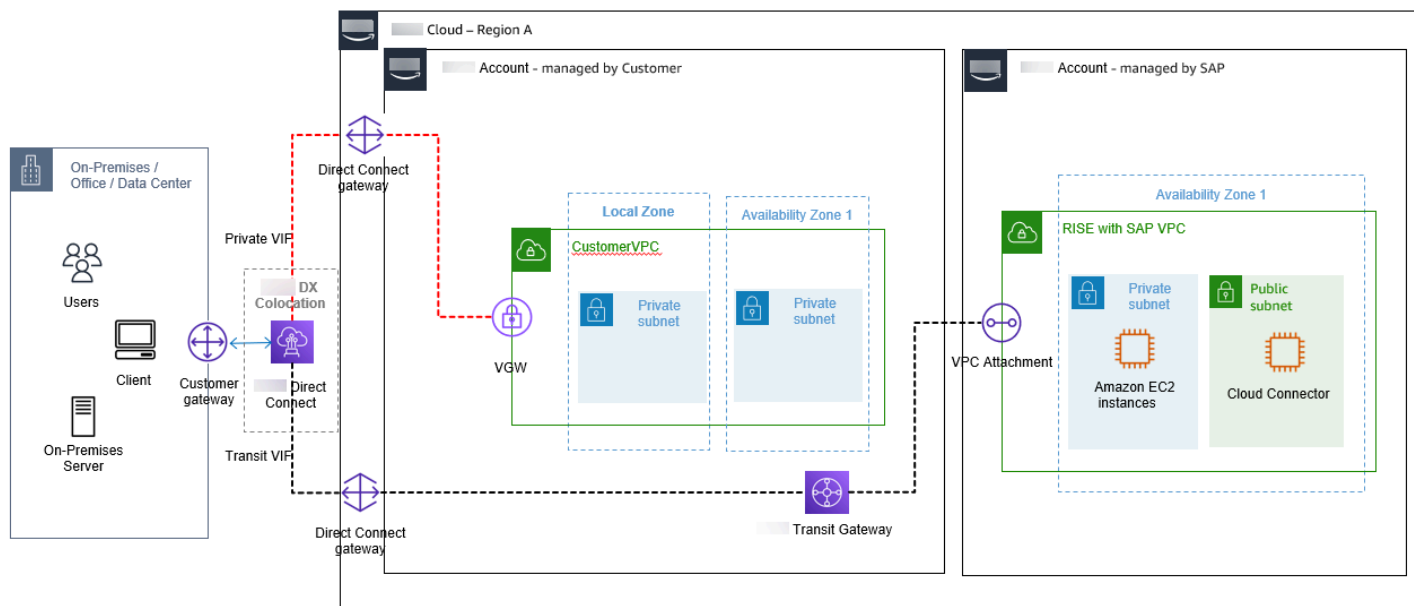 Cloud – Region A
Account - managed by Customer
Account - managed by SAP
On-Premises /
Office / Data Center
Users
Client
On-Premises
Server
Customer
gateway
Private VIF
DX
Colocation
Direct
Connect
Transit VIF
Direct Connect
gateway
Direct Connect
gateway
VGW
Local Zone
Availability Zone 1
CustomerVPC
Private
subnet
Private
subnet
Transit Gateway
VPC Attachment
Availability Zone 1
RISE with SAP VPC
Private
subnet
Amazon EC2
instances
Public
subnet
Cloud Connector